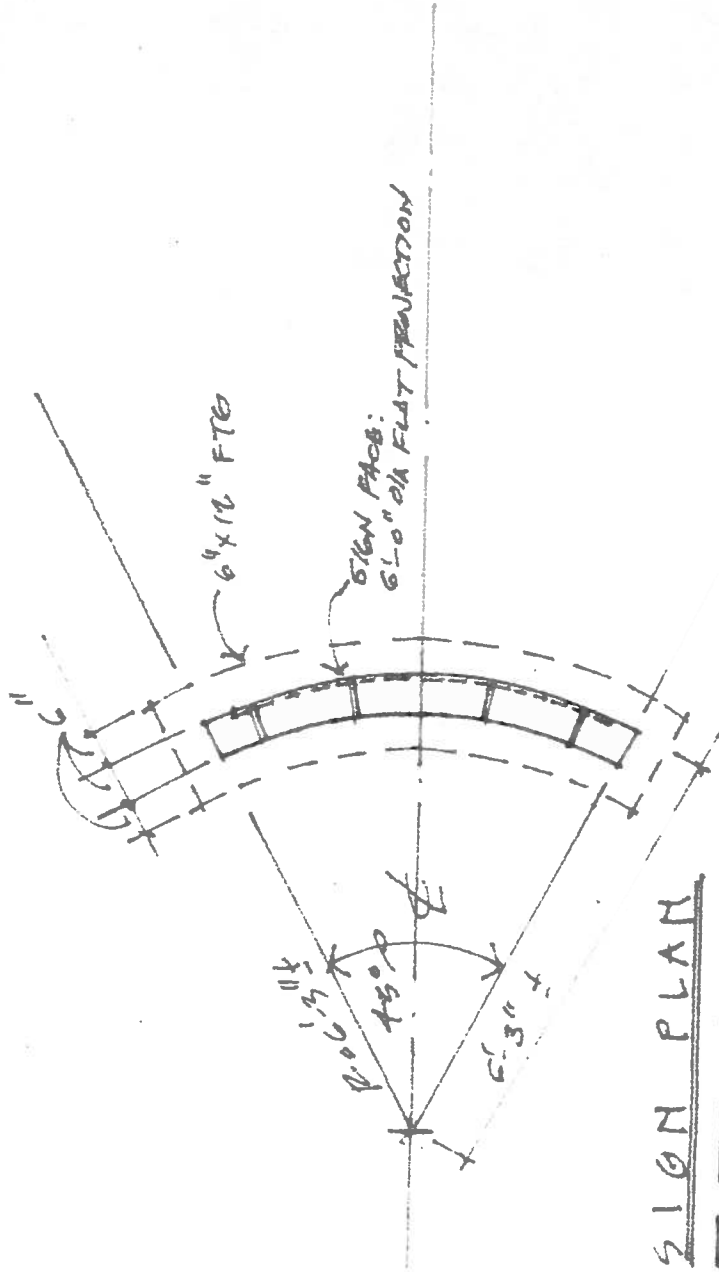 6"
6"x12" FTG
SIGN FACE:
6'-0" O/A FLAT PROJECTION
R=6'-3"±
45°
℄
6'-3" ±
SIGN PLAN